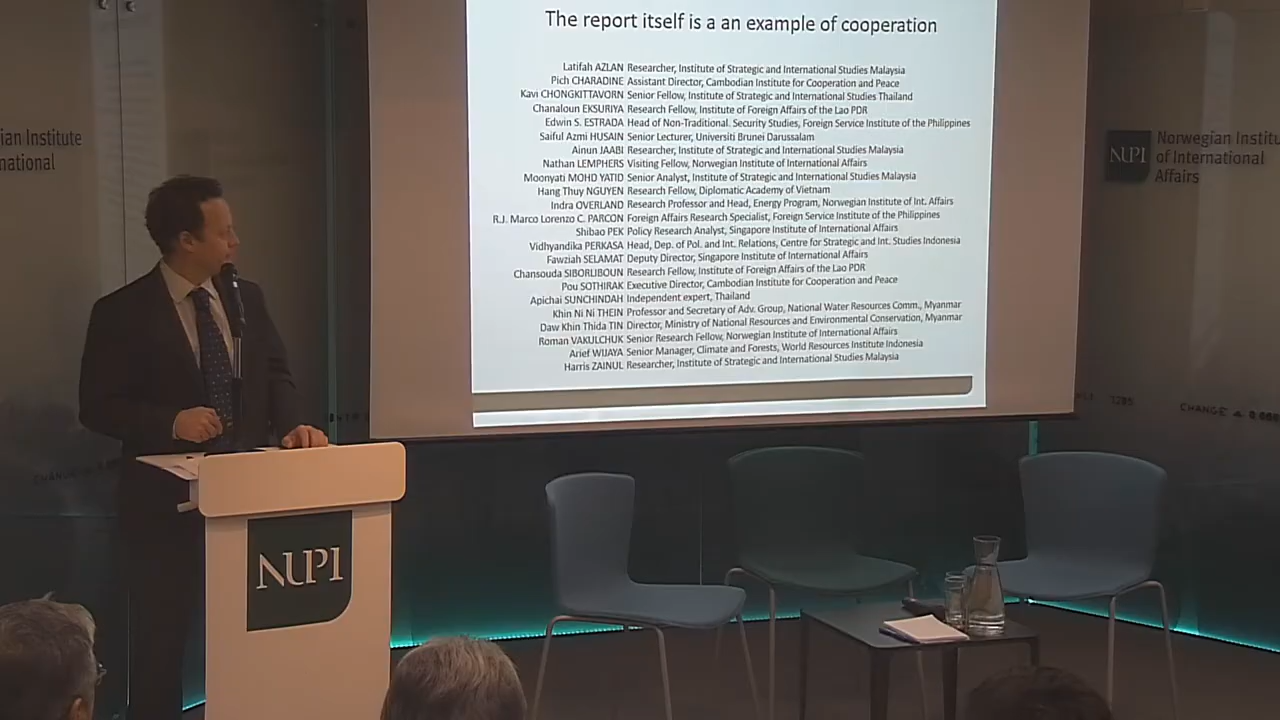 The report itself is a an example of cooperation
Latifah AZLAN Researcher, Institute of Strategic and International Studies Malaysia
Pich CHARADINE Assistant Director, Cambodian Institute for Cooperation and Peace
Kavi CHONGKITTAVORN Senior Fellow, Institute of Strategic and International Studies Thailand
Chanaloun EKSURIYA Research Fellow, Institute of Foreign Affairs of the Lao PDR
Edwin S. ESTRADA Head of Non-Traditional. Security Studies, Foreign Service Institute of the Philippines
Saiful Azmi HUSAIN Senior Lecturer, Universiti Brunei Darussalam
Ainun JAABI Researcher, Institute of Strategic and International Studies Malaysia
Nathan LEMPHERS Visiting Fellow, Norwegian Institute of International Affairs
Moonyati MOHD YATID Senior Analyst, Institute of Strategic and International Studies Malaysia
Hang Thuy NGUYEN Research Fellow, Diplomatic Academy of Vietnam
Indra OVERLAND Research Professor and Head, Energy Program, Norwegian Institute of Int. Affairs
R.J. Marco Lorenzo C. PARCON Foreign Affairs Research Specialist, Foreign Service Institute of the Philippines
Shibao PEK Policy Research Analyst, Singapore Institute of International Affairs
Vidhyandika PERKASA Head, Dep. of Pol. and Int. Relations, Centre for Strategic and Int. Studies Indonesia
Fawziah SELAMAT Deputy Director, Singapore Institute of International Affairs
Chansouda SIBORLIBOUN Research Fellow, Institute of Foreign Affairs of the Lao PDR
Pou SOTHIRAK Executive Director, Cambodian Institute for Cooperation and Peace
Apichai SUNCHINDAH Independent expert, Thailand
Khin Ni Ni THEIN Professor and Secretary of Adv. Group, National Water Resources Comm., Myanmar
Daw Khin Thida TIN Director, Ministry of National Resources and Environmental Conservation, Myanmar
Roman VAKULCHUK Senior Research Fellow, Norwegian Institute of International Affairs
Arief WIJAYA Senior Manager, Climate and Forests, World Resources Institute Indonesia
Harris ZAINUL Researcher, Institute of Strategic and International Studies Malaysia
ian Institute
national
NUPI
Norwegian Institu
of International
Affairs
CHANGE
NUPI